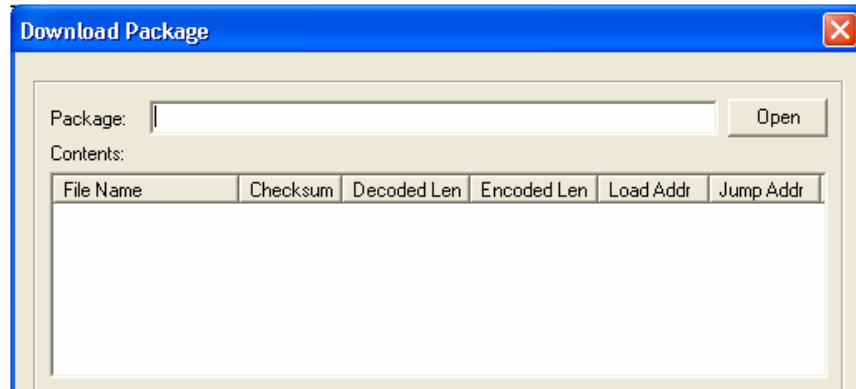 Download Package
Package: Open
Contents:
File Name Checksum Decoded Len Encoded Len Load Addr Jump Addr